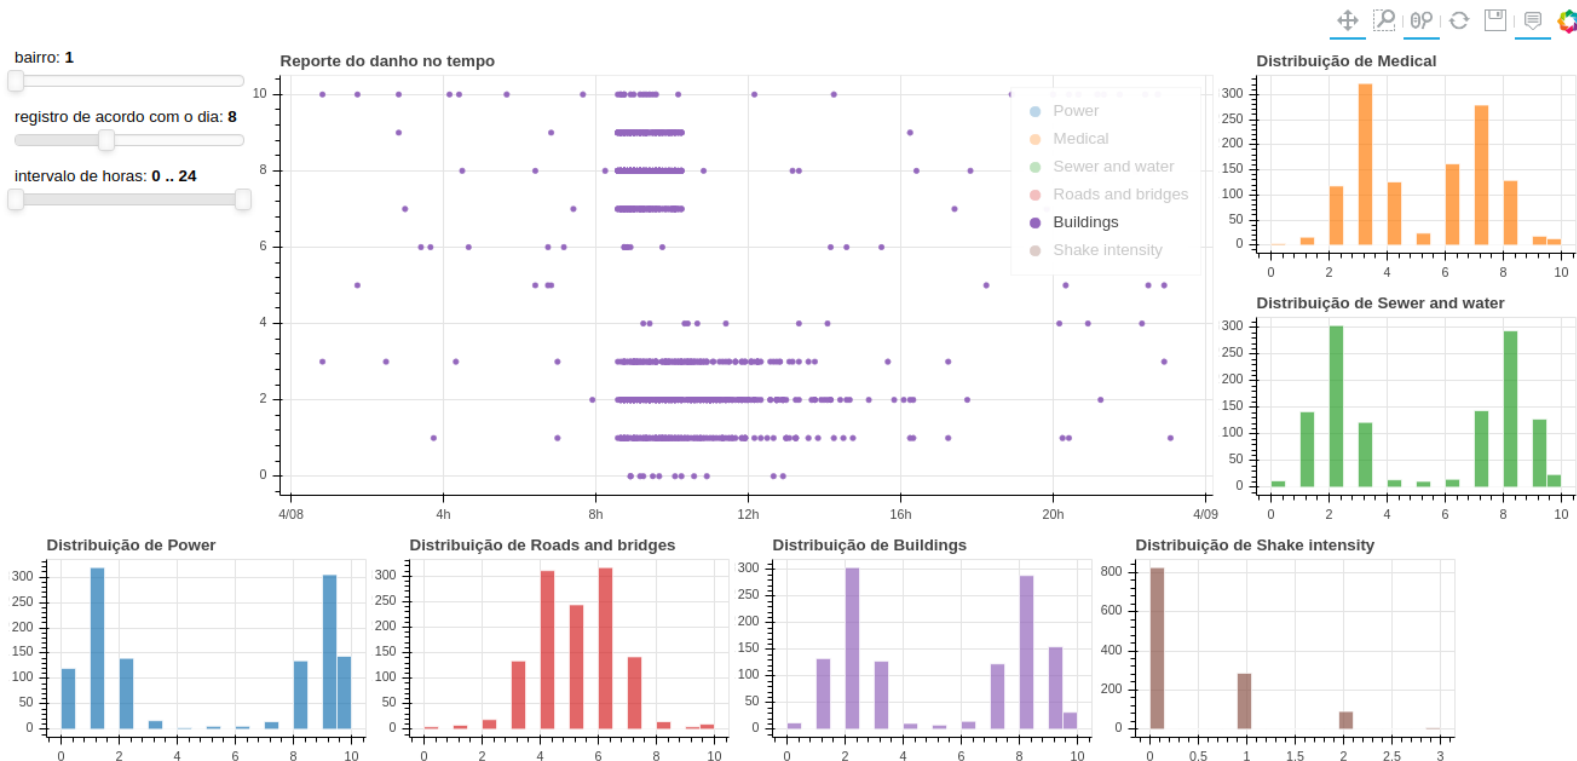 bairro: 1
registro de acordo com o dia: 8
intervalo de horas: 0 .. 24
Reporte do danho no tempo
10
8
6
4
2
0
4/08
4h
8h
12h
16h
20h
4/09
Power
Medical
Sewer and water
Roads and bridges
Buildings
Shake intensity
Distribuição de Medical
300
250
200
150
100
50
0
0 2 4 6 8 10
Distribuição de Sewer and water
300
250
200
150
100
50
0
0 2 4 6 8 10
Distribuição de Power
300
250
200
150
100
50
0
0 2 4 6 8 10
Distribuição de Roads and bridges
300
250
200
150
100
50
0
0 2 4 6 8 10
Distribuição de Buildings
300
250
200
150
100
50
0
0 2 4 6 8 10
Distribuição de Shake intensity
800
600
400
200
0
0 0.5 1 1.5 2 2.5 3